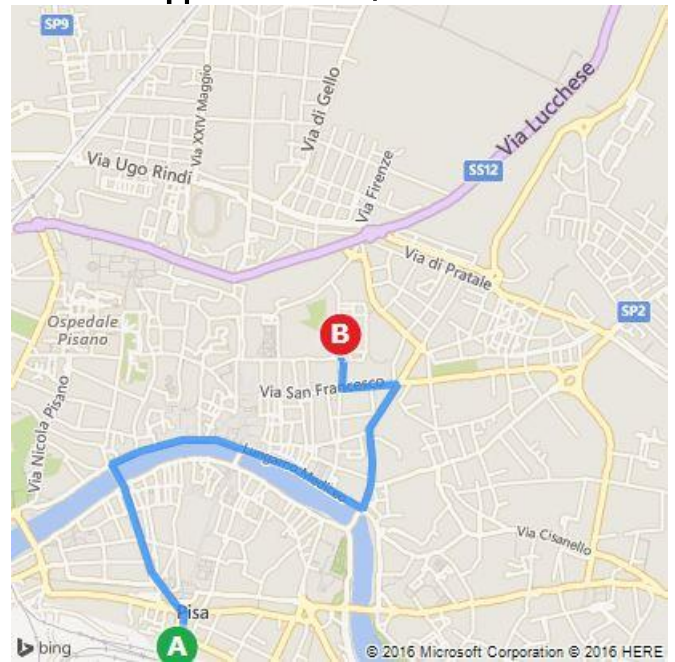 SP9
Via XXIV Maggio
Via di Gello
Via Lucchese
Via Ugo Rindi
SS12
Via Firenze
Via di Pratale
SP2
Ospedale
Pisano
B
Via San Francesco
Via Nicola Pisano
Lungarno Mediceo
Via Cisanello
Pisa
A
bing
© 2016 Microsoft Corporation © 2016 HERE